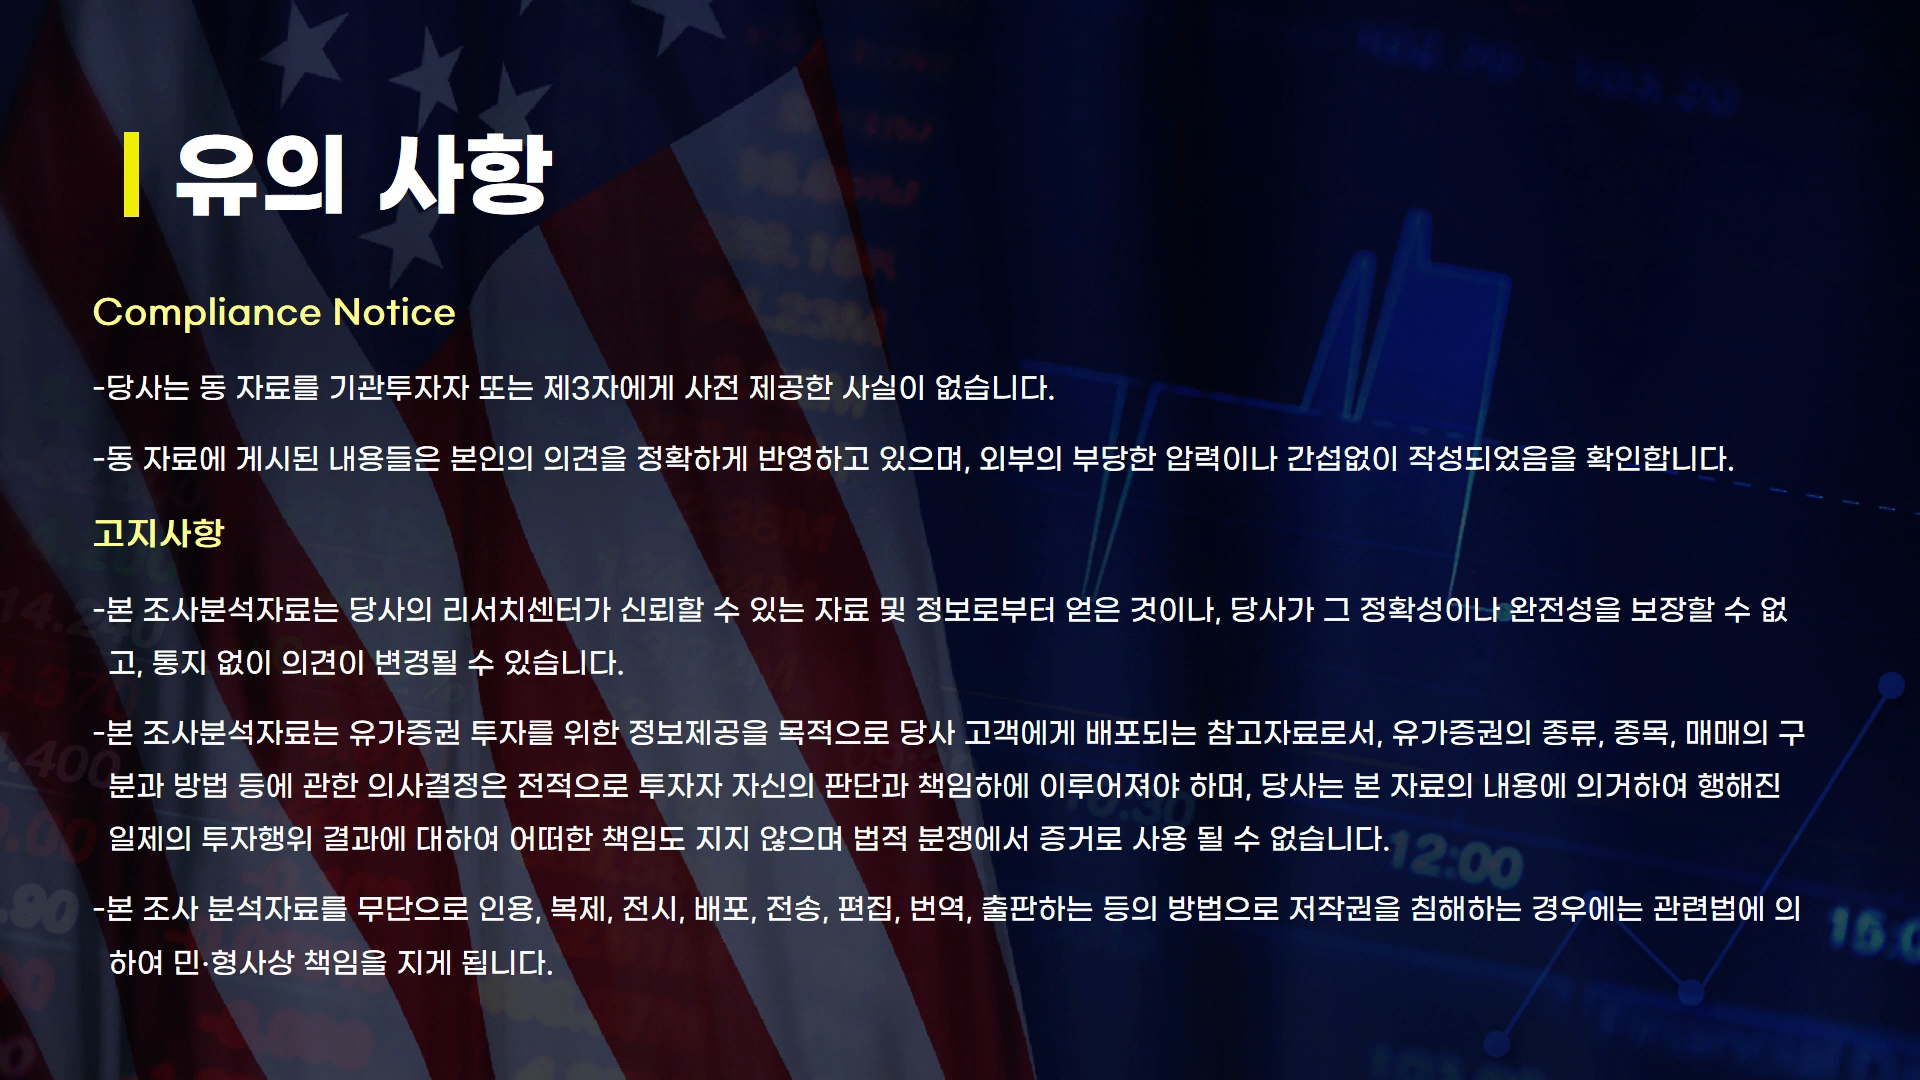 유의 사항
Compliance Notice
-당사는 동 자료를 기관투자자 또는 제3자에게 사전 제공한 사실이 없습니다.
-동 자료에 게시된 내용들은 본인의 의견을 정확하게 반영하고 있으며, 외부의 부당한 압력이나 간섭없이 작성되었음을 확인합니다.
고지사항
-본 조사분석자료는 당사의 리서치센터가 신뢰할 수 있는 자료 및 정보로부터 얻은 것이나, 당사가 그 정확성이나 완전성을 보장할 수 없
고, 통지 없이 의견이 변경될 수 있습니다.
-본 조사분석자료는 유가증권 투자를 위한 정보제공을 목적으로 당사 고객에게 배포되는 참고자료로서, 유가증권의 종류, 종목, 매매의 구
분과 방법 등에 관한 의사결정은 전적으로 투자자 자신의 판단과 책임하에 이루어져야 하며, 당사는 본 자료의 내용에 의거하여 행해진
일제의 투자행위 결과에 대하여 어떠한 책임도 지지 않으며 법적 분쟁에서 증거로 사용 될 수 없습니다.
12:00
-본 조사 분석자료를 무단으로 인용, 복제, 전시, 배포, 전송, 편집, 번역, 출판하는 등의 방법으로 저작권을 침해하는 경우에는 관련법에 의
하여 민·형사상 책임을 지게 됩니다.